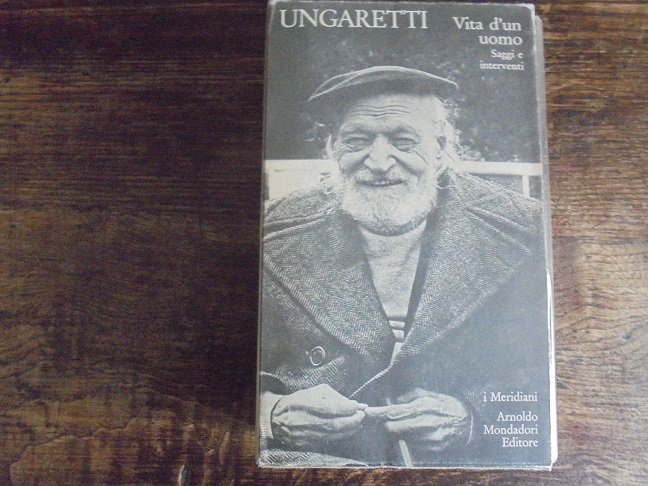 UNGARETTI
Vita d'un
uomo
Saggi e
interventi
i Meridiani
Arnoldo
Mondadori
Editore